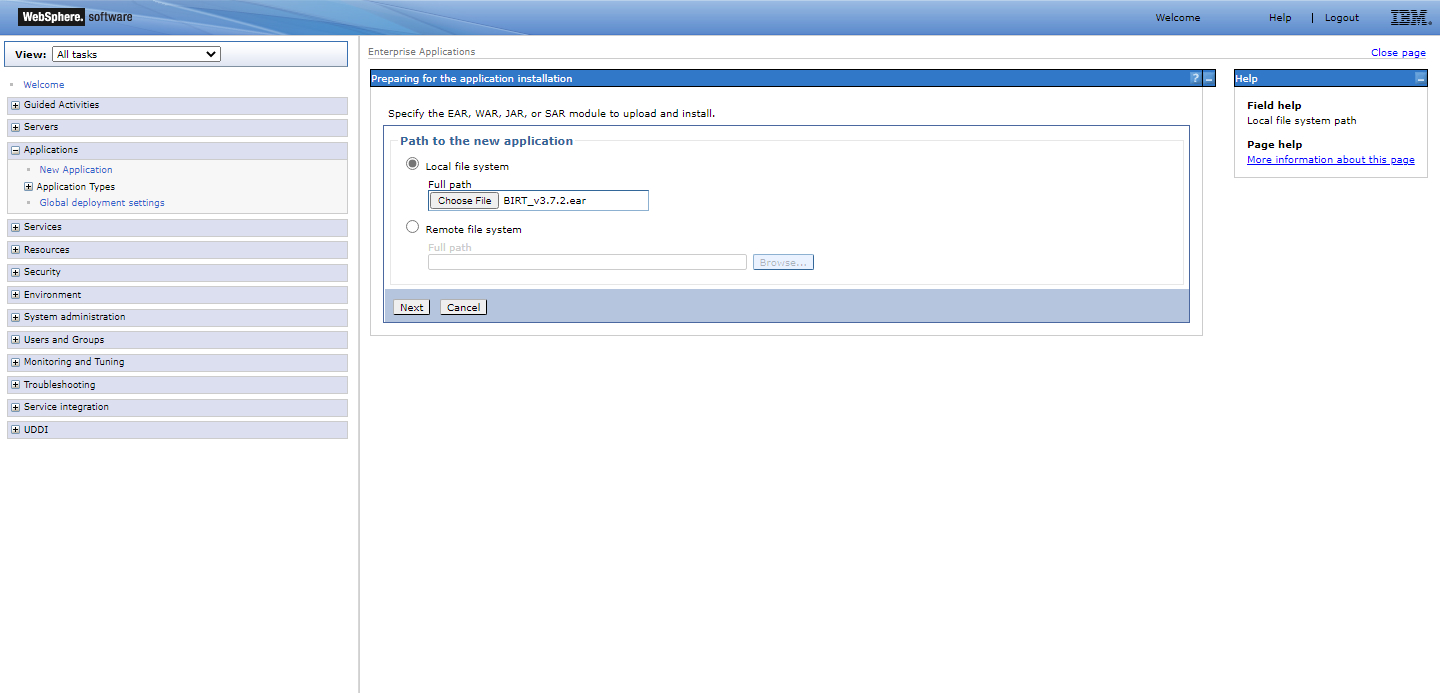 WebSphere. software
Welcome Help | Logout IBM®
View: All tasks
Welcome
Guided Activities
Servers
Applications
New Application
Application Types
Global deployment settings
Services
Resources
Security
Environment
System administration
Users and Groups
Monitoring and Tuning
Troubleshooting
Service integration
UDDI
Enterprise Applications
Close page
Preparing for the application installation
?
Specify the EAR, WAR, JAR, or SAR module to upload and install.
Path to the new application
Local file system
Full path
Choose File BIRT_v3.7.2.ear
Remote file system
Full path
Browse...
Next Cancel
Help
Field help
Local file system path
Page help
More information about this page